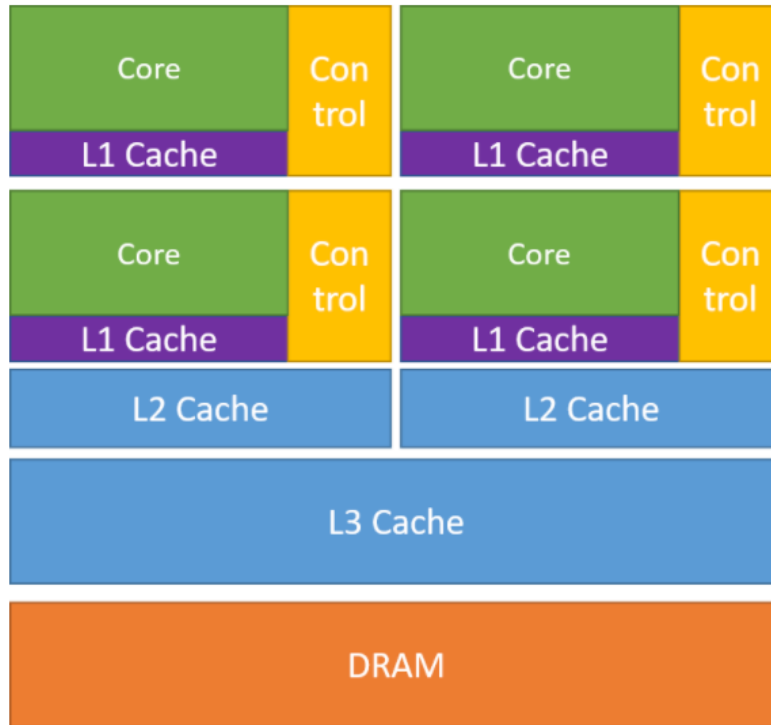 Core
Con
trol
L1 Cache
Core
Con
trol
L1 Cache
Core
Con
trol
L1 Cache
Core
Con
trol
L1 Cache
L2 Cache
L2 Cache
L3 Cache
DRAM